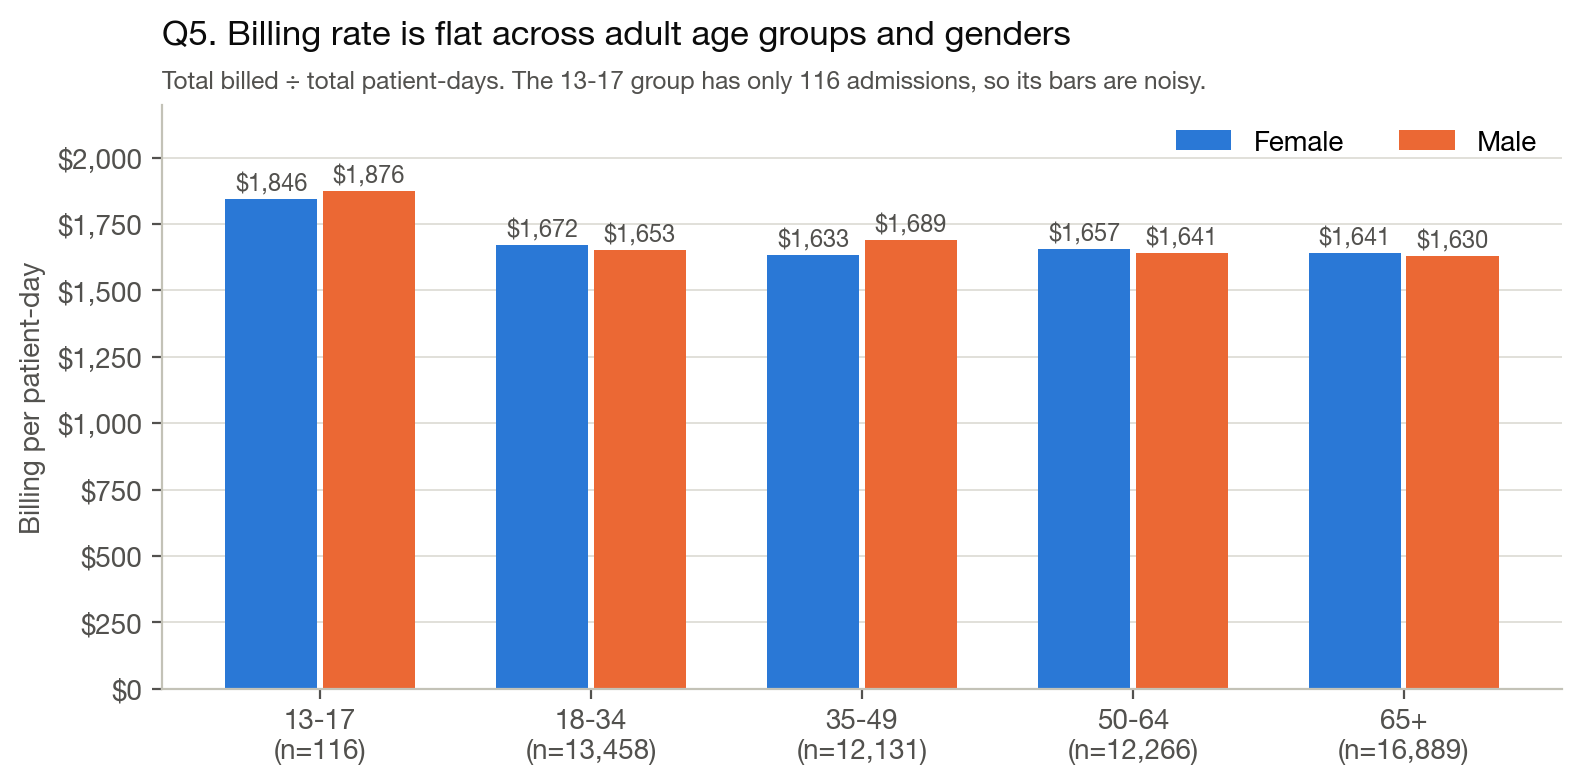 Q5. Billing rate is flat across adult age groups and genders
Total billed ÷ total patient-days. The 13-17 group has only 116 admissions, so its bars are noisy.
Female Male
Billing per patient-day
$2,000
$1,750
$1,500
$1,250
$1,000
$750
$500
$250
$0
$1,846 $1,876 $1,672 $1,653 $1,633 $1,689 $1,657 $1,641 $1,641 $1,630
13-17 18-34 35-49 50-64 65+
(n=116) (n=13,458) (n=12,131) (n=12,266) (n=16,889)